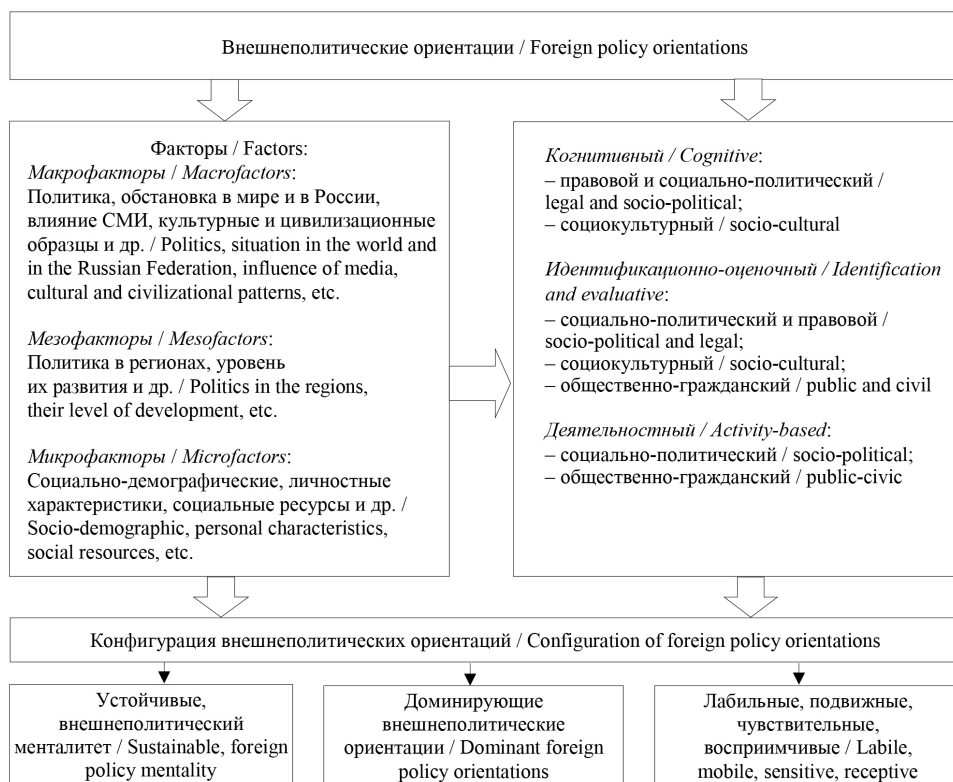 Внешнеполитические ориентации / Foreign policy orientations
Факторы / Factors:
Макрофакторы / Macrofactors:
Политика, обстановка в мире и в России,
влияние СМИ, культурные и цивилизационные
образцы и др. / Politics, situation in the world and
in the Russian Federation, influence of media,
cultural and civilizational patterns, etc.
Мезофакторы / Mesofactors:
Политика в регионах, уровень
их развития и др. / Politics in the regions,
their level of development, etc.
Микрофакторы / Microfactors:
Социально-демографические, личностные
характеристики, социальные ресурсы и др. /
Socio-demographic, personal characteristics,
social resources, etc.
Когнитивный / Cognitive:
– правовой и социально-политический /
legal and socio-political;
– социокультурный / socio-cultural
Идентификационно-оценочный / Identification
and evaluative:
– социально-политический и правовой /
socio-political and legal;
– социокультурный / socio-cultural;
– общественно-гражданский / public and civil
Деятельностный / Activity-based:
– социально-политический / socio-political;
– общественно-гражданский / public-civic
Конфигурация внешнеполитических ориентаций / Configuration of foreign policy orientations
Устойчивые,
внешнеполитический
менталитет / Sustainable, foreign
policy mentality
Доминирующие
внешнеполитические
ориентации / Dominant foreign
policy orientations
Лабильные, подвижные,
чувствительные,
восприимчивые / Labile,
mobile, sensitive, receptive